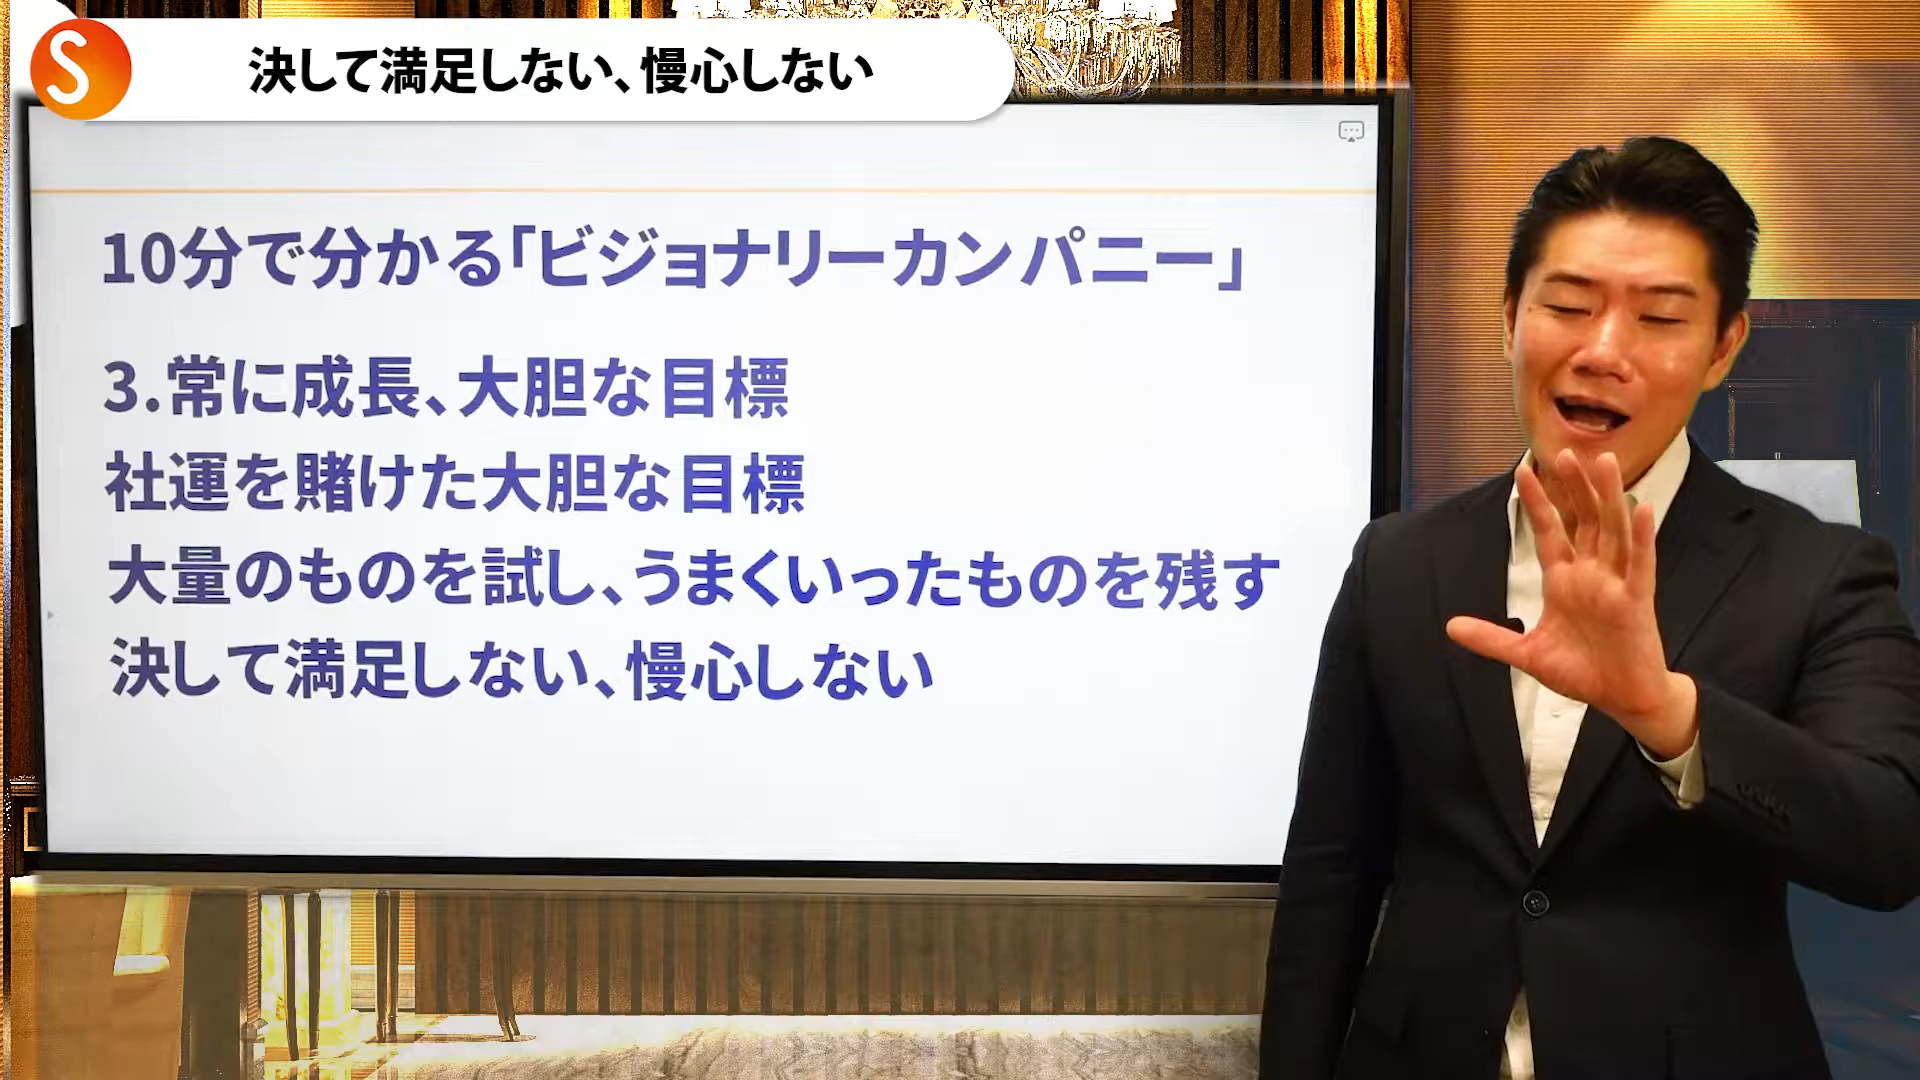 S
決して満足しない、慢心しない
10分で分かる「ビジョナリーカンパニー」
3.常に成長、大胆な目標
社運を賭けた大胆な目標
大量のものを試し、うまくいったものを残す
決して満足しない、慢心しない